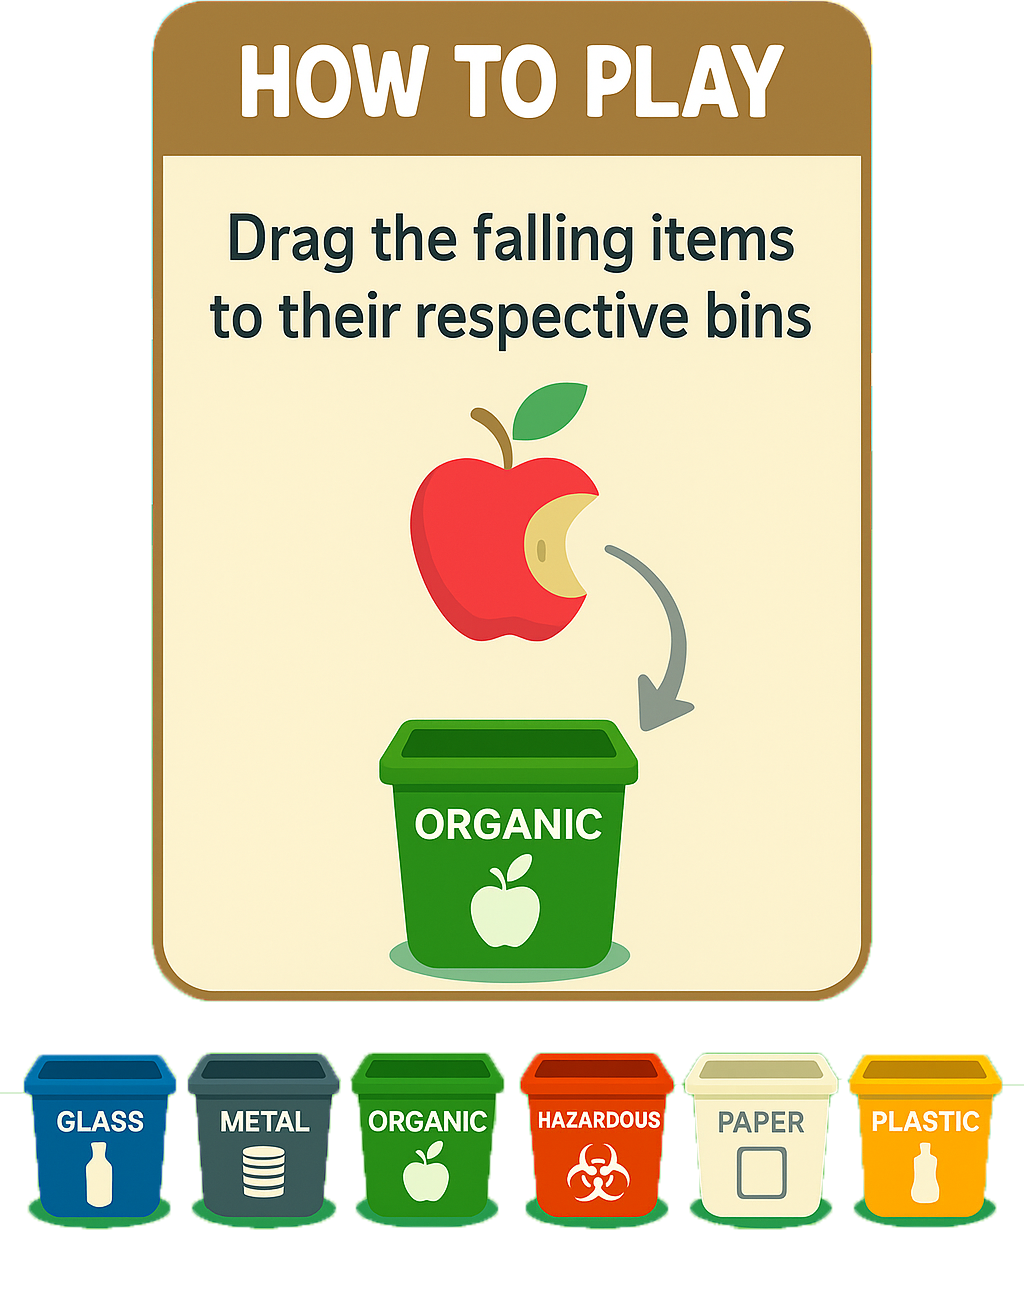 HOW TO PLAY
Drag the falling items
to their respective bins
ORGANIC
GLASS
METAL
ORGANIC
HAZARDOUS
PAPER
PLASTIC